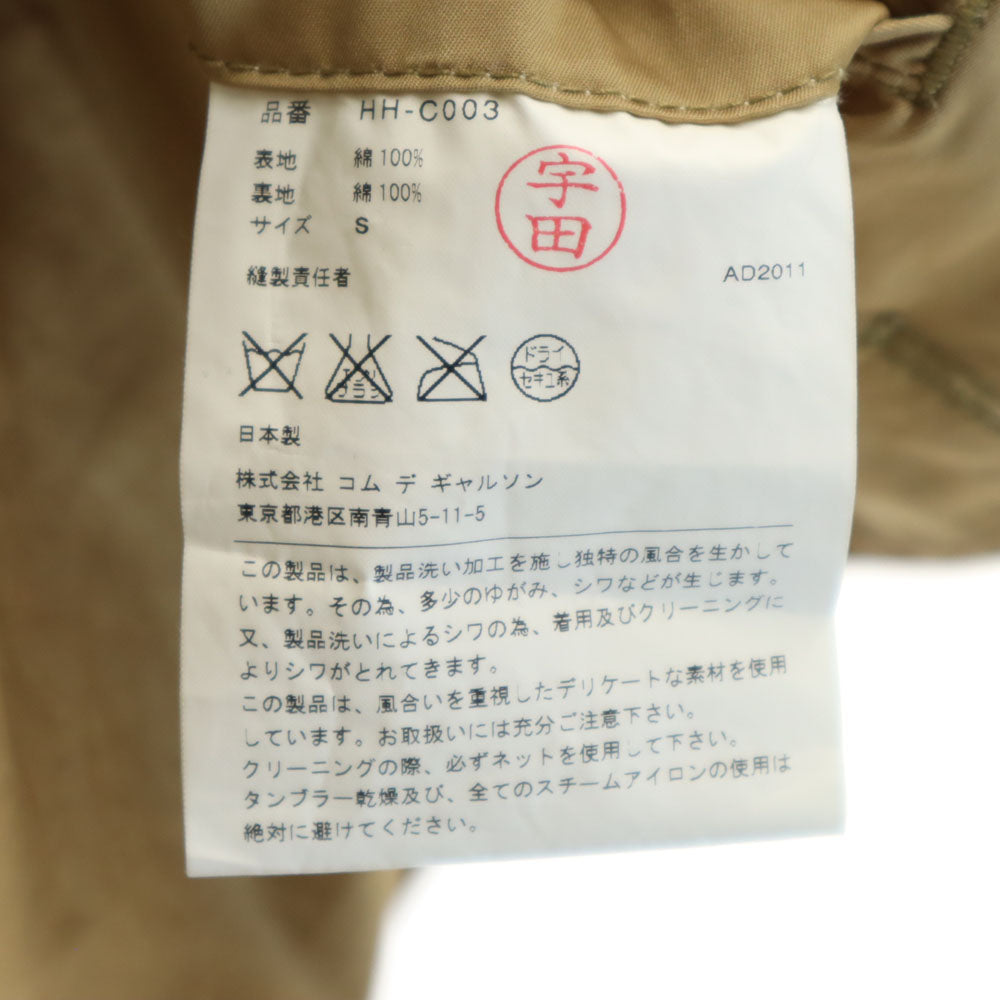 品番 HH-C003
表地 綿100%
裏地 綿100%
サイズ S
宇田
縫製責任者
AD2011
エンソ
サラシ
ドライ
セキユ系
日本製
株式会社 コム デ ギャルソン
東京都港区南青山5-11-5
この製品は、製品洗い加工を施し独特の風合を生かして
います。その為、多少のゆがみ、シワなどが生じます。
又、製品洗いによるシワの為、着用及びクリーニングに
よりシワがとれてきます。
この製品は、風合いを重視したデリケートな素材を使用
しています。お取扱いには充分ご注意下さい。
クリーニングの際、必ずネットを使用して下さい。
タンブラー乾燥及び、全てのスチームアイロンの使用は
絶対に避けてください。